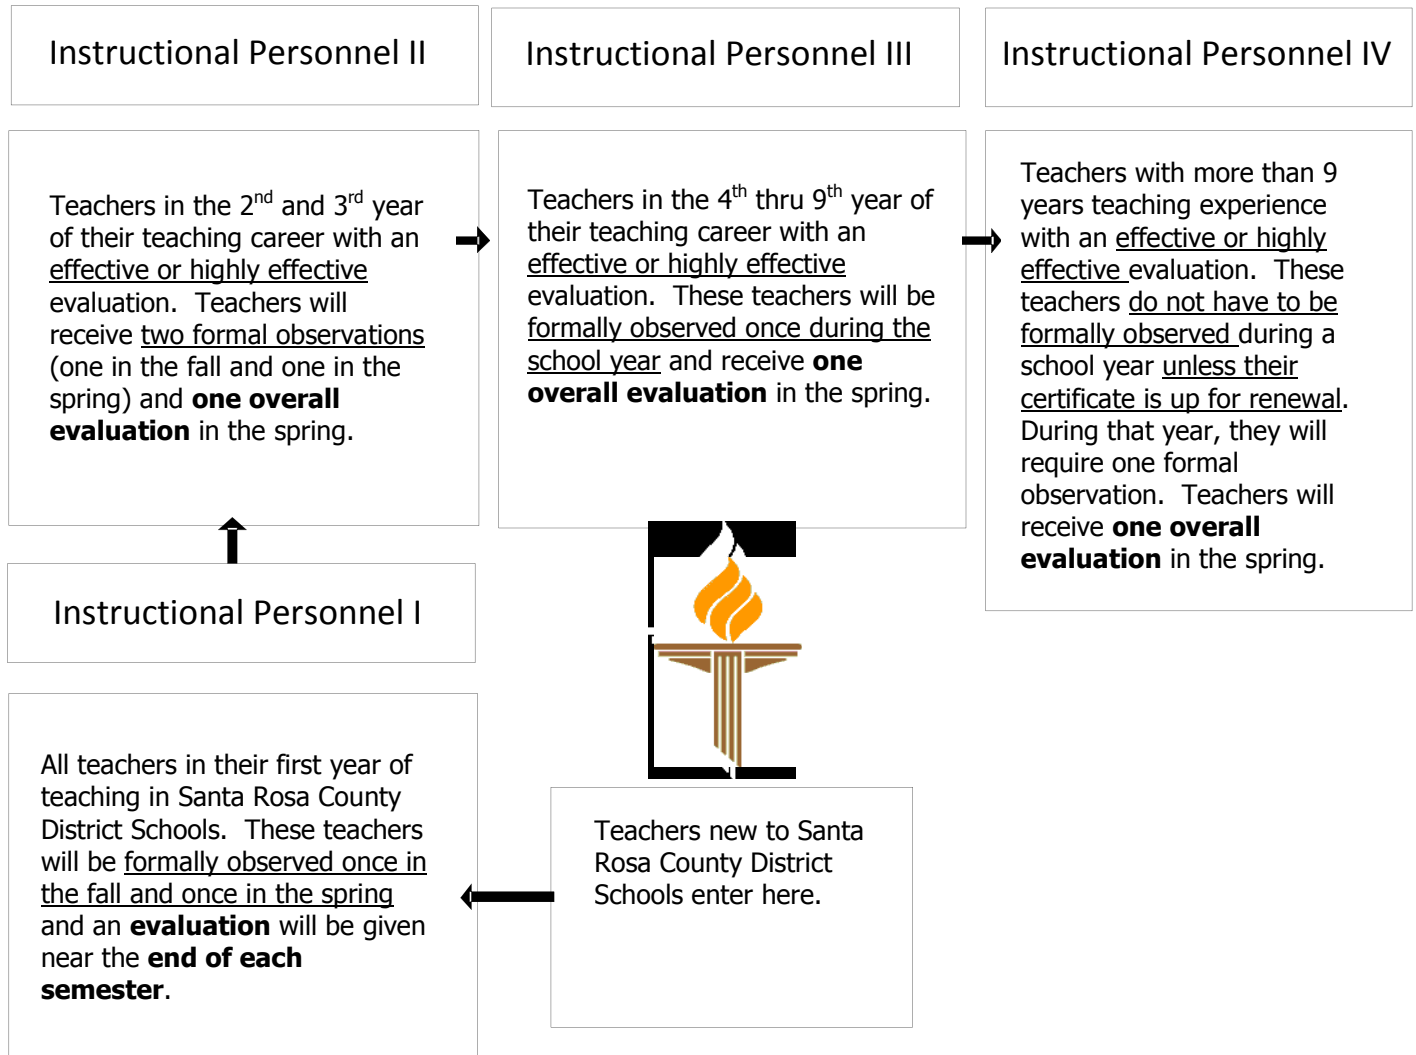 Instructional Personnel II
Instructional Personnel III
Instructional Personnel IV
Teachers in the 2nd and 3rd year
of their teaching career with an
effective or highly effective
evaluation.  Teachers will
receive two formal observations
(one in the fall and one in the
spring) and one overall
evaluation in the spring.
Teachers in the 4th thru 9th year of
their teaching career with an
effective or highly effective
evaluation.  These teachers will be
formally observed once during the
school year and receive one
overall evaluation in the spring.
Teachers with more than 9
years teaching experience
with an effective or highly
effective evaluation.  These
teachers do not have to be
formally observed during a
school year unless their
certificate is up for renewal.
During that year, they will
require one formal
observation.  Teachers will
receive one overall
evaluation in the spring.
Instructional Personnel I
All teachers in their first year of
teaching in Santa Rosa County
District Schools.  These teachers
will be formally observed once in
the fall and once in the spring
and an evaluation will be given
near the end of each
semester.
Teachers new to Santa
Rosa County District
Schools enter here.